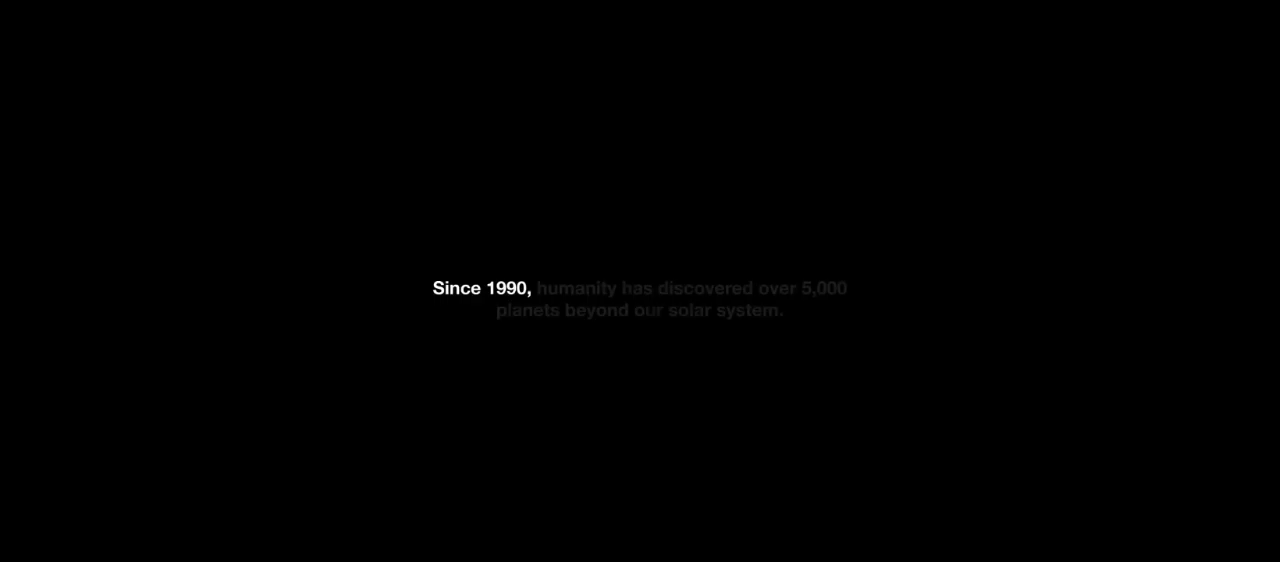 Since 1990, humanity has discovered over 5,000
planets beyond our solar system.